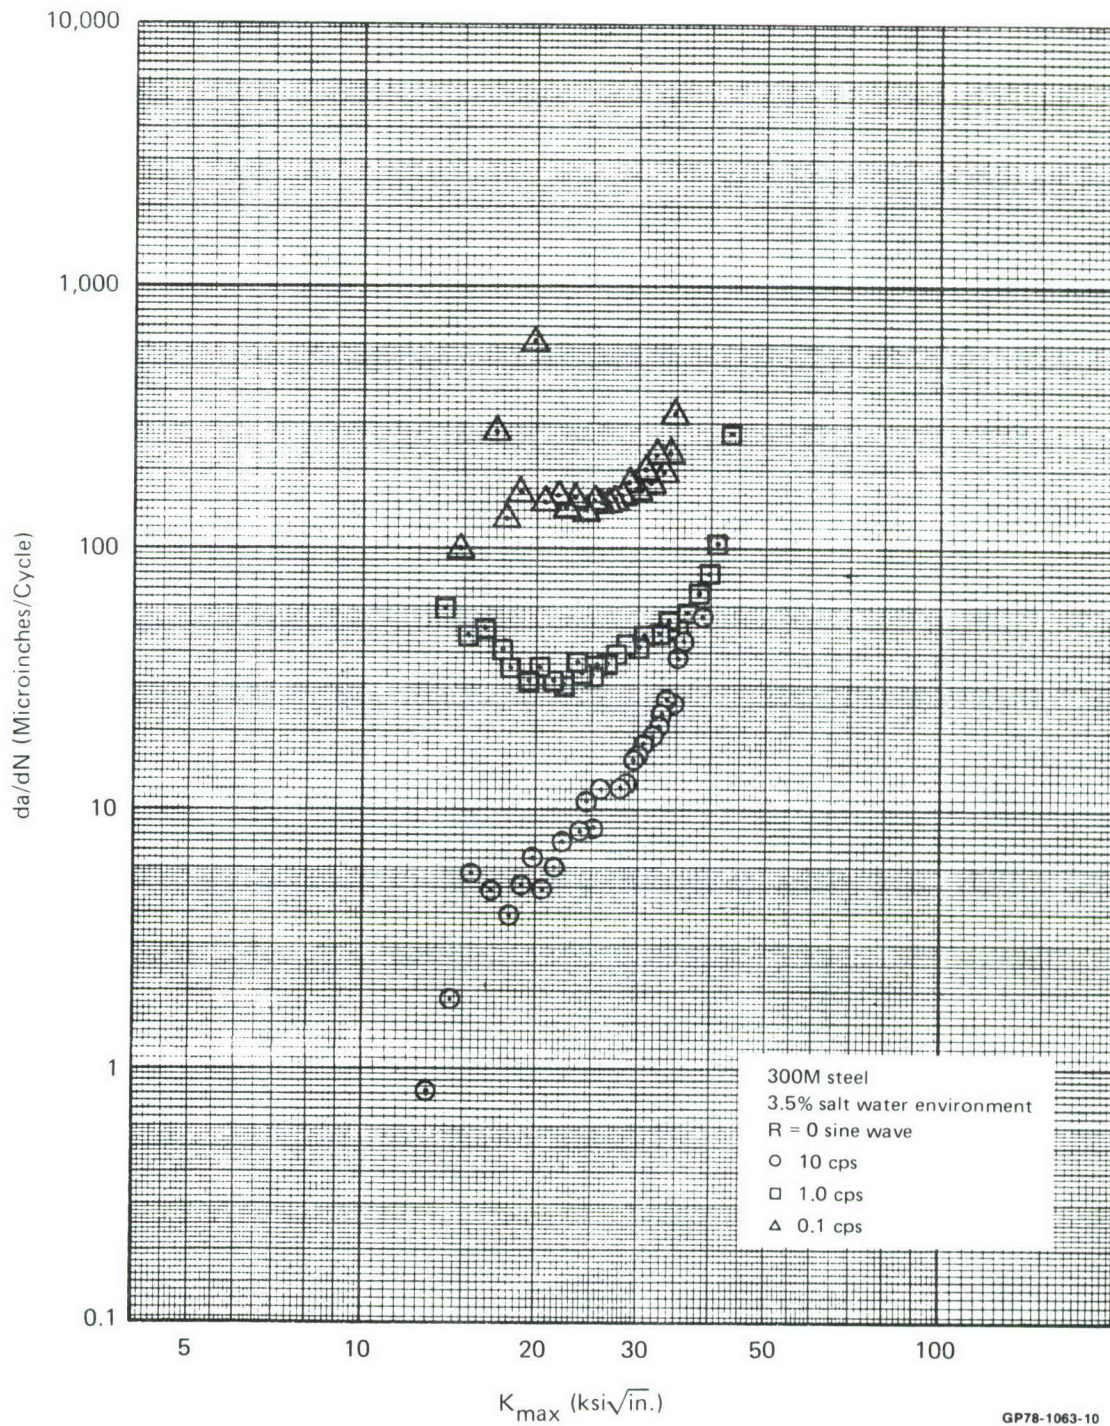 10,000
1,000
100
10
1
0.1
da/dN (Microinches/Cycle)
5 10 20 30 50 100
K_max (ksi√in.)
300M steel
3.5% salt water environment
R = 0 sine wave
○ 10 cps
□ 1.0 cps
△ 0.1 cps
GP78-1063-10